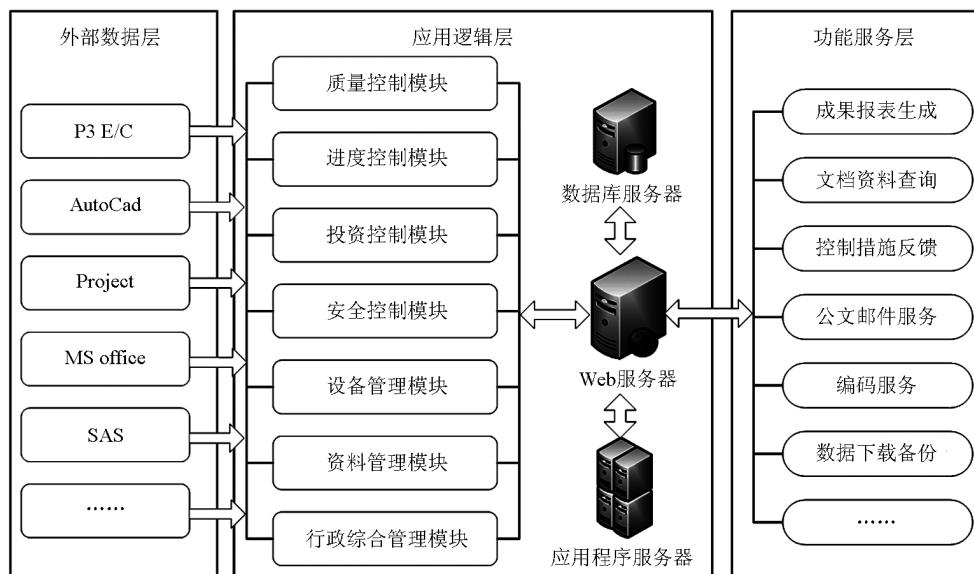 外部数据层
P3 E/C
AutoCad
Project
MS office
SAS
……
应用逻辑层
质量控制模块
进度控制模块
投资控制模块
安全控制模块
设备管理模块
资料管理模块
行政综合管理模块
数据库服务器
Web服务器
应用程序服务器
功能服务层
成果报表生成
文档资料查询
控制措施反馈
公文邮件服务
编码服务
数据下载备份
……